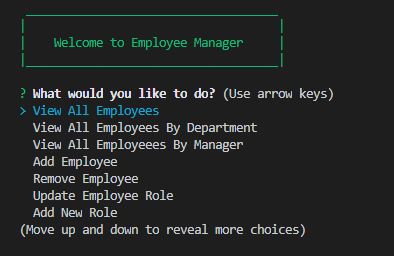 Welcome to Employee Manager
? What would you like to do? (Use arrow keys)
> View All Employees
View All Employees By Department
View All Employeees By Manager
Add Employee
Remove Employee
Update Employee Role
Add New Role
(Move up and down to reveal more choices)